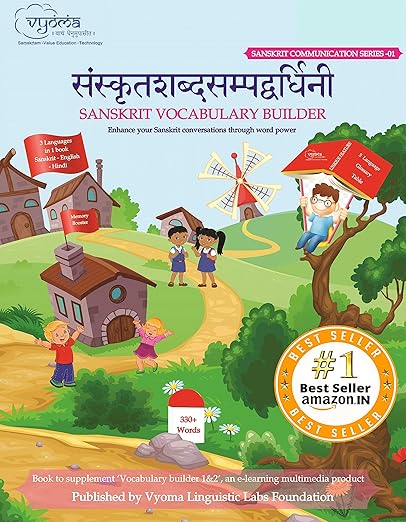 vyoma
॥ वाचं धेनुमुपासीत॥
Sanskritam -Value Education -Technology
SANSKRIT COMMUNICATION SERIES -01
संस्कृतशब्दसम्पद्वर्धिनी
SANSKRIT VOCABULARY BUILDER
Enhance your Sanskrit conversations through word power
3 Languages
in 1 book
Sanskrit - English
- Hindi
Memory
Booster
vyoma
3 Language
Glossary
Table
BEST SELLER
#1
Best Seller
amazon.IN
BEST SELLER
330+
Words
Book to supplement 'Vocabulary builder 1&2', an e-learning multimedia product
Published by Vyoma Linguistic Labs Foundation